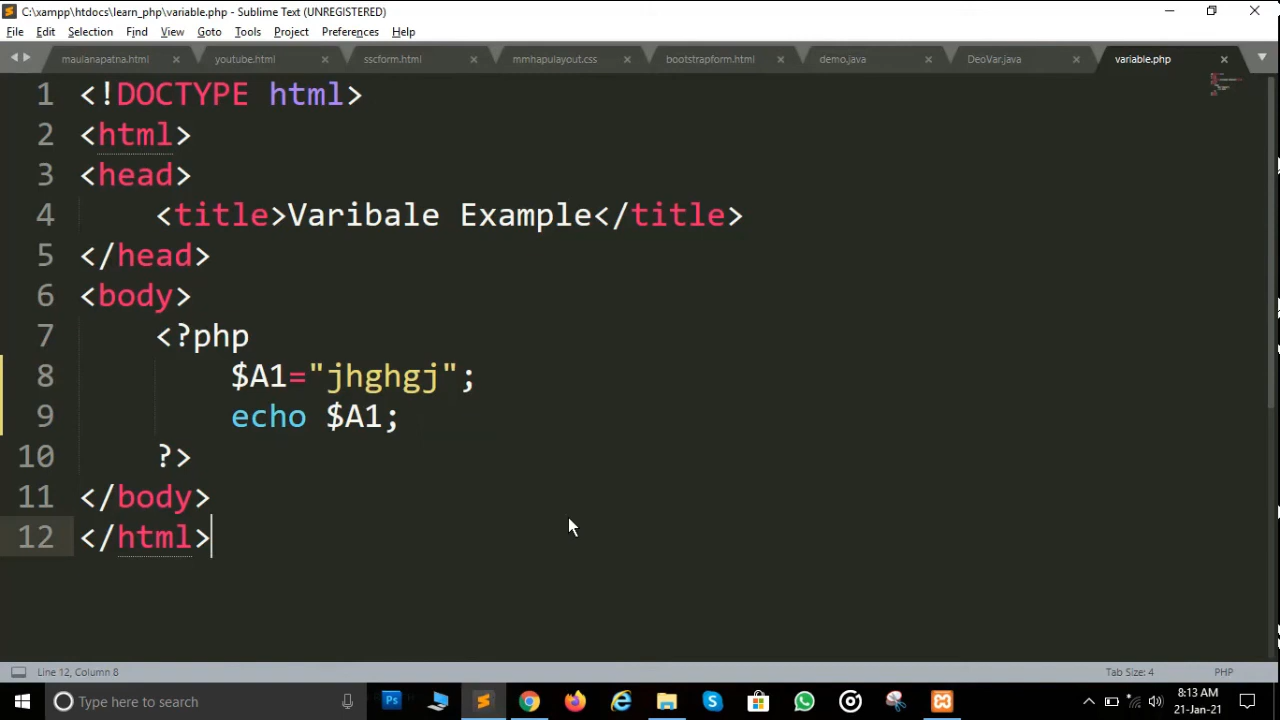 C:\xampp\htdocs\learn_php\variable.php - Sublime Text (UNREGISTERED)
File Edit Selection Find View Goto Tools Project Preferences Help
maulanapatna.html youtube.html sscform.html mmhapulayout.css bootstrapform.html demo.java DeoVar.java variable.php
1 <!DOCTYPE html>
2 <html>
3 <head>
4 <title>Varibale Example</title>
5 </head>
6 <body>
7 <?php
8 $A1="jhghgj";
9 echo $A1;
10 ?>
11 </body>
12 </html>
Line 12, Column 8 Tab Size: 4 PHP
Type here to search Ps 8:13 AM
21-Jan-21